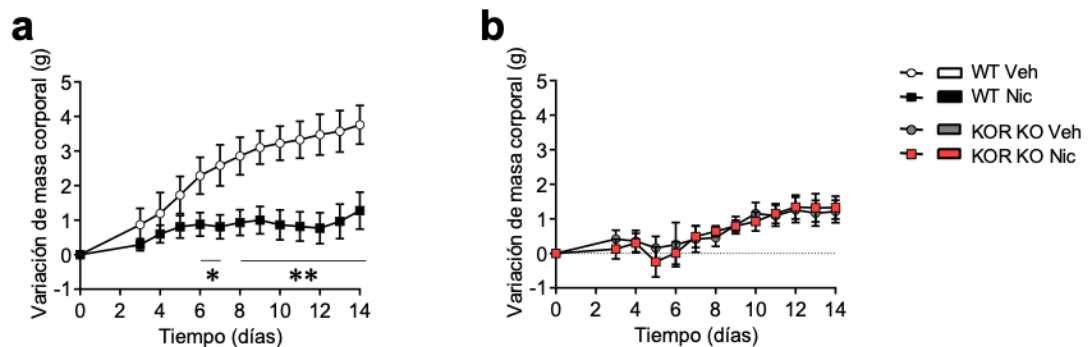 a
Variación de masa corporal (g)
5
4
3
2
1
0
-1
* **
0 2 4 6 8 10 12 14
Tiempo (días)
b
Variación de masa corporal (g)
5
4
3
2
1
0
-1
0 2 4 6 8 10 12 14
Tiempo (días)
WT Veh
WT Nic
KOR KO Veh
KOR KO Nic